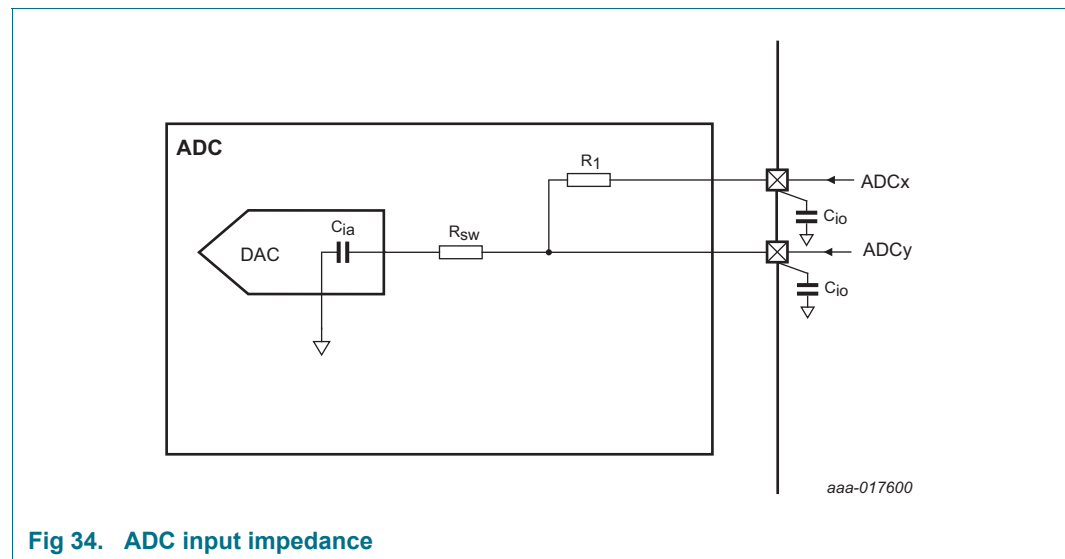 ADC
R1
ADCx
Cio
Cia
Rsw
DAC
ADCy
Cio
aaa-017600
Fig 34. ADC input impedance